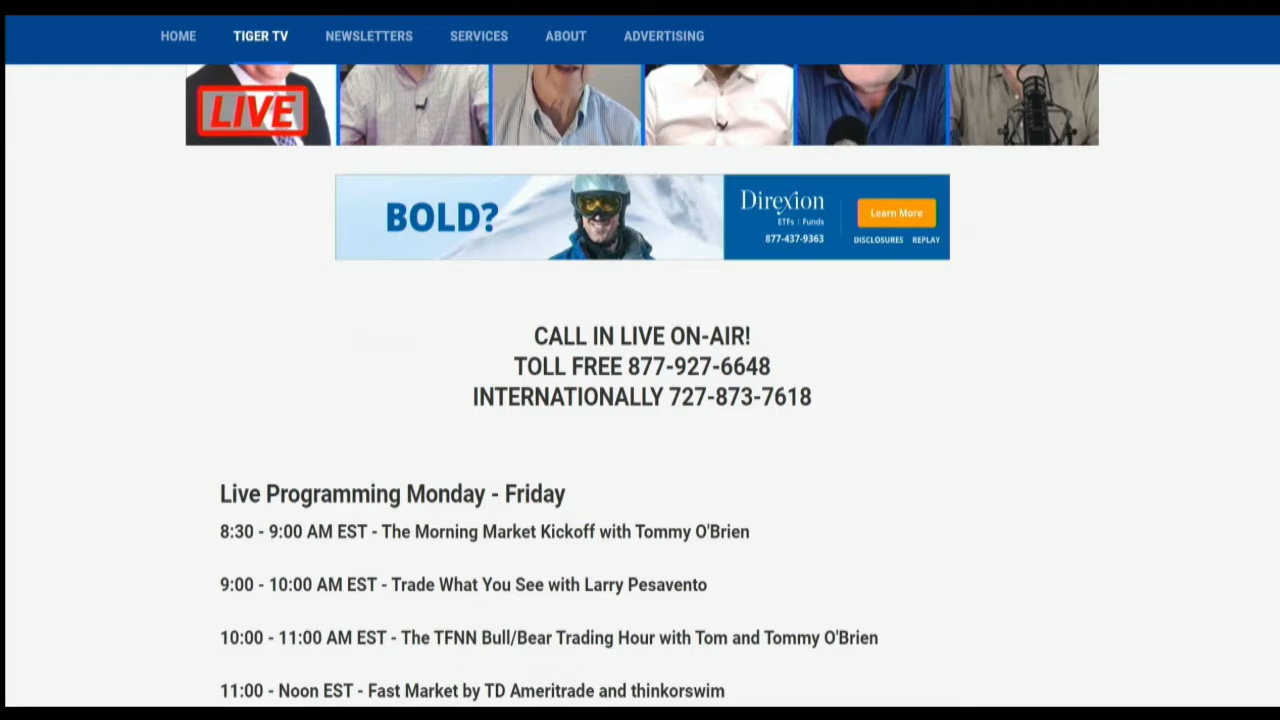 HOME TIGER TV NEWSLETTERS SERVICES ABOUT ADVERTISING
LIVE
BOLD?
Direxion
ETFs | Funds
877-437-9363
Learn More
DISCLOSURES REPLAY
CALL IN LIVE ON-AIR!
TOLL FREE 877-927-6648
INTERNATIONALLY 727-873-7618
Live Programming Monday - Friday
8:30 - 9:00 AM EST - The Morning Market Kickoff with Tommy O'Brien
9:00 - 10:00 AM EST - Trade What You See with Larry Pesavento
10:00 - 11:00 AM EST - The TFNN Bull/Bear Trading Hour with Tom and Tommy O'Brien
11:00 - Noon EST - Fast Market by TD Ameritrade and thinkorswim